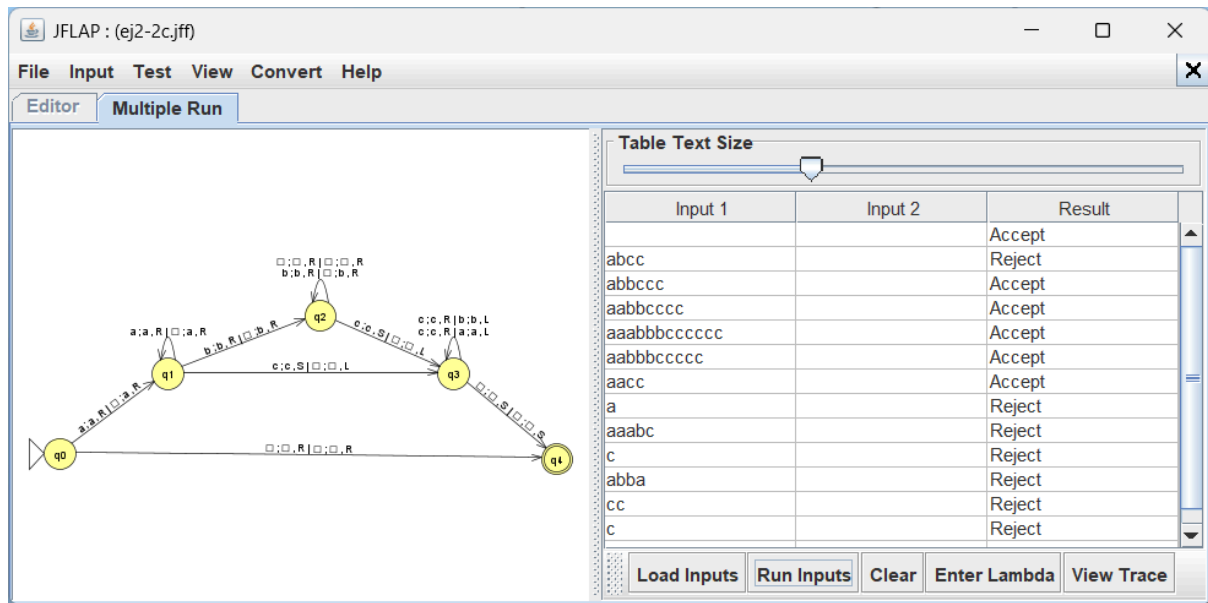 JFLAP : (ej2-2c.jff)
File Input Test View Convert Help
Editor Multiple Run
Table Text Size
Input 1 Input 2 Result
Accept
abcc Reject
abbccc Accept
aabbcccc Accept
aaabbbcccccc Accept
aabbbccccc Accept
aacc Accept
a Reject
aaabc Reject
c Reject
abba Reject
cc Reject
c Reject
Load Inputs Run Inputs Clear Enter Lambda View Trace
□;□,R|□;□,R
b;b,R|□;b,R
q2
a;a,R|□;a,R
b;b,R|□;b,R
c;c,S|□;□,L
c;c,R|b;b,L
c;c,R|a;a,L
q1
c;c,S|□;□,L
q3
a;a,R|□;a,R
□;□,S|□;□,S
q0
□;□,R|□;□,R
q4